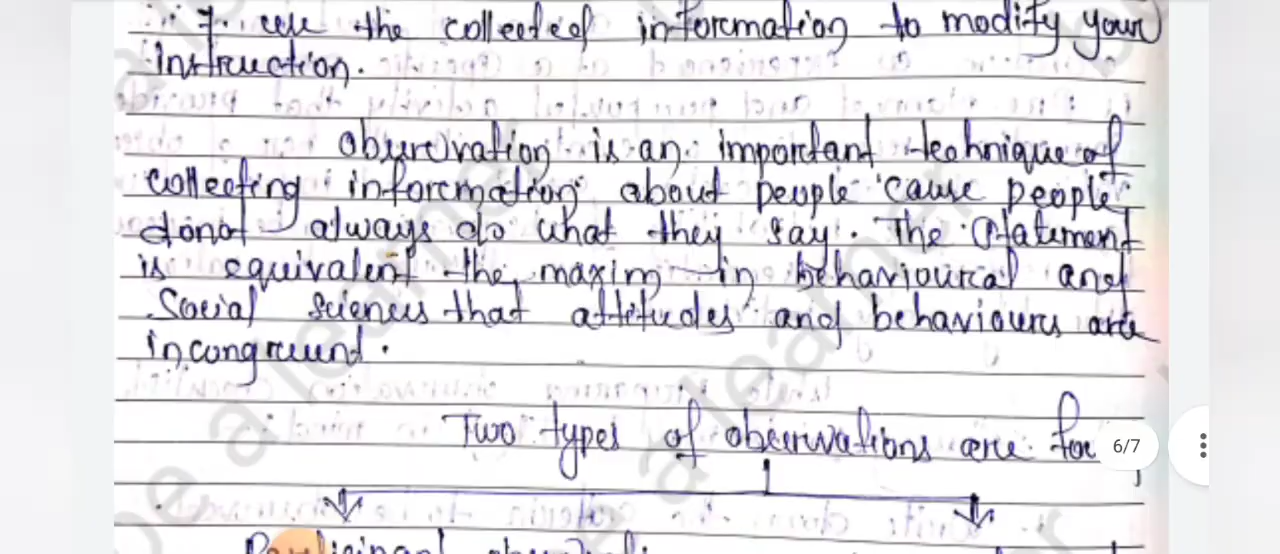 7. use the collected information to modify your
instruction.
observation is an important technique of
collecting information about people 'cause people
donot always do what they say. The statement
is equivalent the maxim in behavioural and
Social sciences that attitudes and behaviours are
incongruent.
Two types of observations are
6/7
be a learner